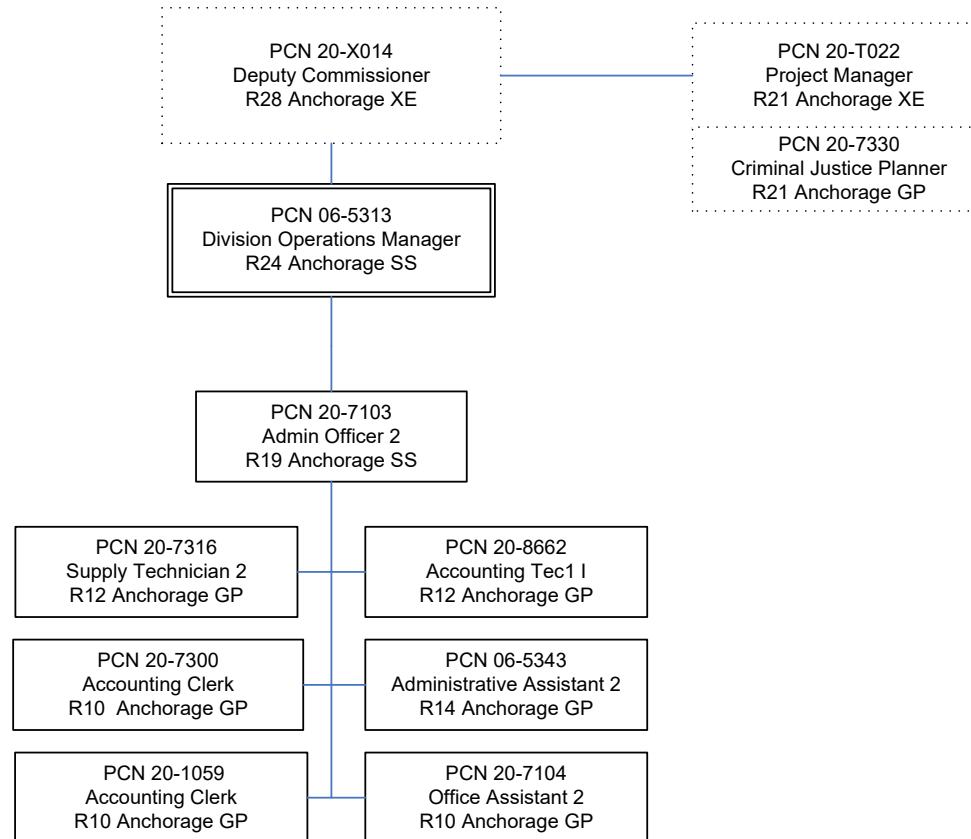 PCN 20-X014
Deputy Commissioner
R28 Anchorage XE
PCN 20-T022
Project Manager
R21 Anchorage XE
PCN 20-7330
Criminal Justice Planner
R21 Anchorage GP
PCN 06-5313
Division Operations Manager
R24 Anchorage SS
PCN 20-7103
Admin Officer 2
R19 Anchorage SS
PCN 20-7316
Supply Technician 2
R12 Anchorage GP
PCN 20-8662
Accounting Tec1 I
R12 Anchorage GP
PCN 20-7300
Accounting Clerk
R10  Anchorage GP
PCN 06-5343
Administrative Assistant 2
R14 Anchorage GP
PCN 20-1059
Accounting Clerk
R10 Anchorage GP
PCN 20-7104
Office Assistant 2
R10 Anchorage GP